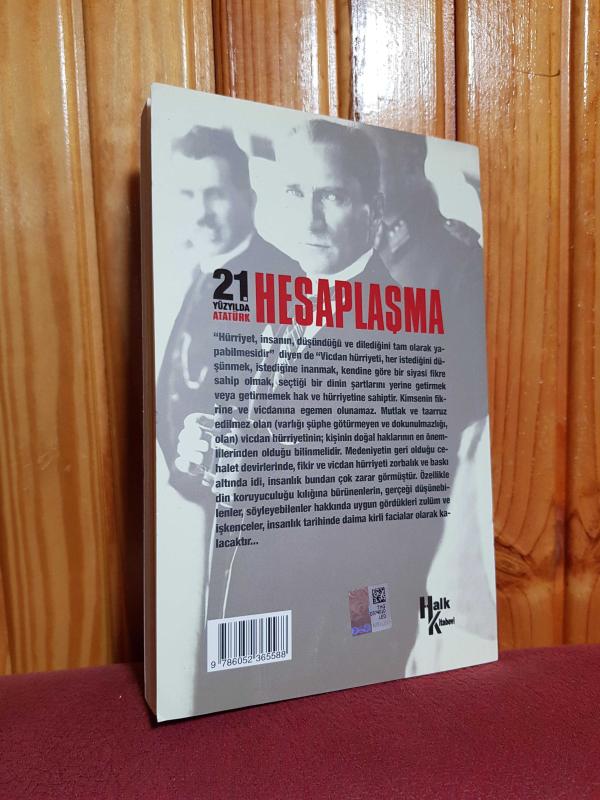 21.
YÜZYILDA
ATATÜRK
HESAPLAŞMA
"Hürriyet, insanın, düşündüğü ve dilediğini tam olarak ya-
pabilmesidir" diyen de "Vicdan hürriyeti, her istediğini dü-
şünmek, istediğine inanmak, kendine göre bir siyasi fikre
sahip olmak, seçtiği bir dinin şartlarını yerine getirmek
veya getirmemek hak ve hürriyetine sahiptir. Kimsenin fik-
rine ve vicdanına egemen olunamaz. Mutlak ve taarruz
edilmez olan (varlığı şüphe götürmeyen ve dokunulmazlığı,
olan) vicdan hürriyetinin; kişinin doğal haklarının en önem-
lilerinden olduğu bilinmelidir. Medeniyetin geri olduğu ce-
halet devirlerinde, fikir ve vicdan hürriyeti zorbalık ve baskı
altında idi, insanlık bundan çok zarar görmüştür. Özellikle
din koruyuculuğu kılığına bürünenlerin, gerçeği düşünebi-
lenler, söyleyebilenler hakkında uygun gördükleri zulüm ve
işkenceler, insanlık tarihinde daima kirli facialar olarak ka-
lacaktır...
9 786052 365588
Halk
Kitabevi